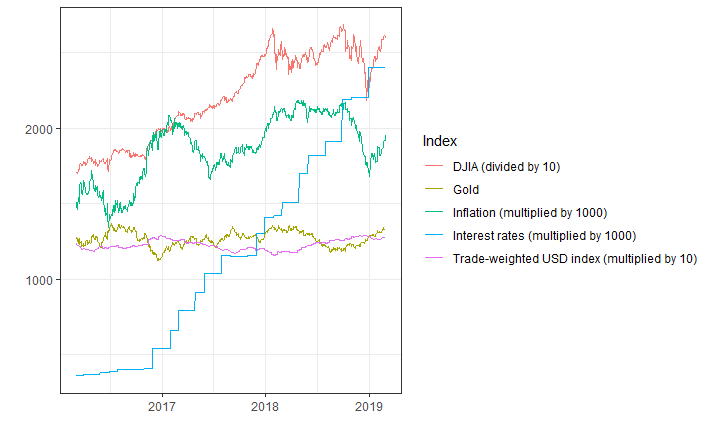 2000
1000
2017
2018
2019
Index
DJIA (divided by 10)
Gold
Inflation (multiplied by 1000)
Interest rates (multiplied by 1000)
Trade-weighted USD index (multiplied by 10)